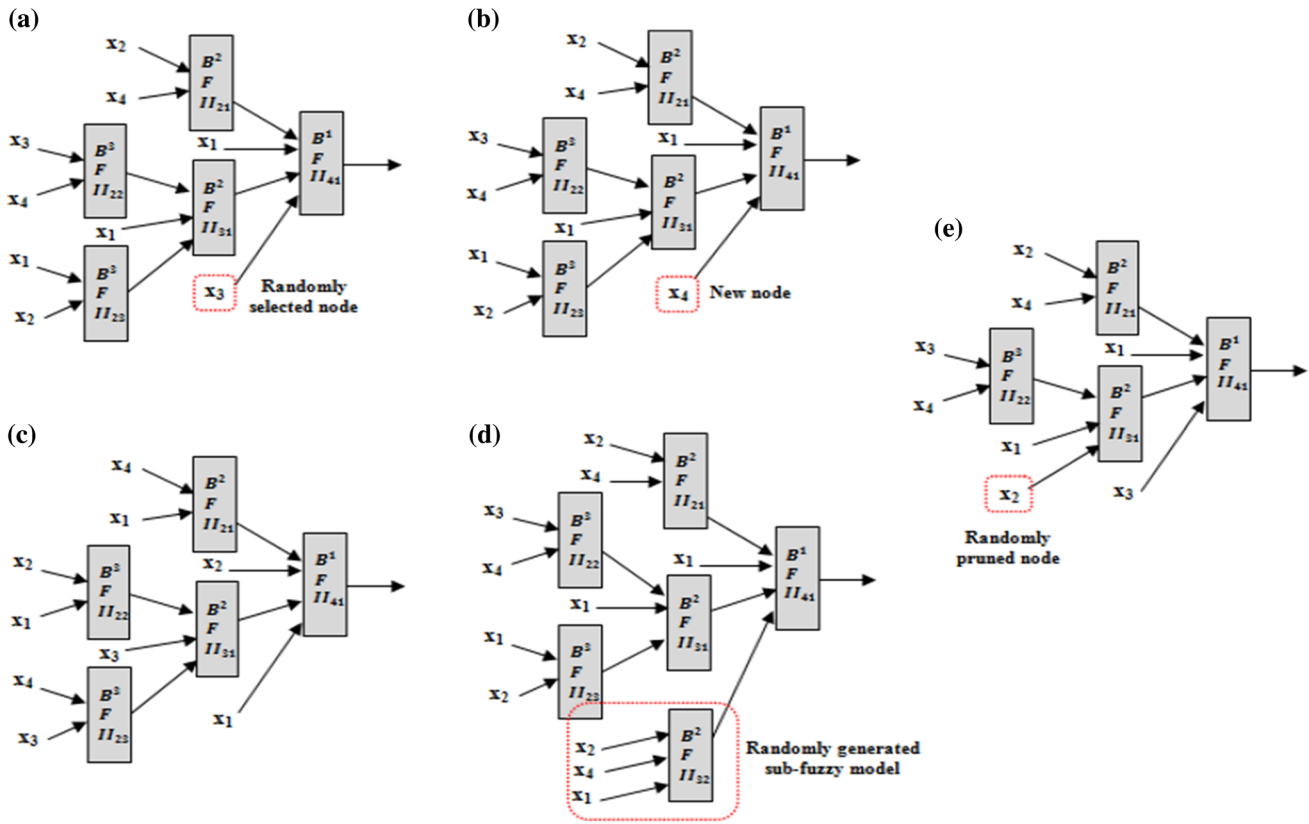 (a)
x2
x4
B2
F
II21
x1
B1
F
II41
x3
x4
B3
F
II22
B2
F
II31
x1
x1
x2
B3
F
II23
x3
Randomly
selected node
(b)
x2
x4
B2
F
II21
x1
B1
F
II41
x3
x4
B3
F
II22
B2
F
II31
x1
x1
x2
B3
F
II23
x4
New node
(c)
x4
x1
B2
F
II21
x2
B1
F
II41
x2
x1
B3
F
II22
B2
F
II31
x3
x4
x3
B3
F
II23
x1
(d)
x2
x4
B2
F
II21
x1
B1
F
II41
x3
x4
B3
F
II22
x1
B2
F
II31
x1
x2
B3
F
II23
x2
x4
x1
B2
F
II32
Randomly generated
sub-fuzzy model
(e)
x2
x4
B2
F
II21
x1
B1
F
II41
x3
x4
B3
F
II22
B2
F
II31
x1
x2
x3
Randomly
pruned node